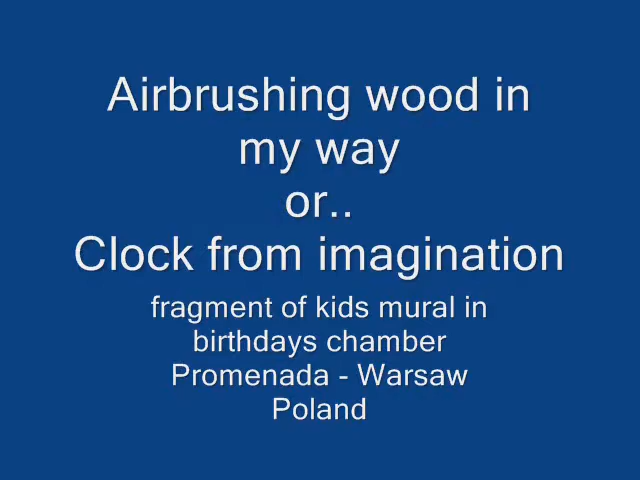 Airbrushing wood in
my way
or..
Clock from imagination
fragment of kids mural in
birthdays chamber
Promenada - Warsaw
Poland